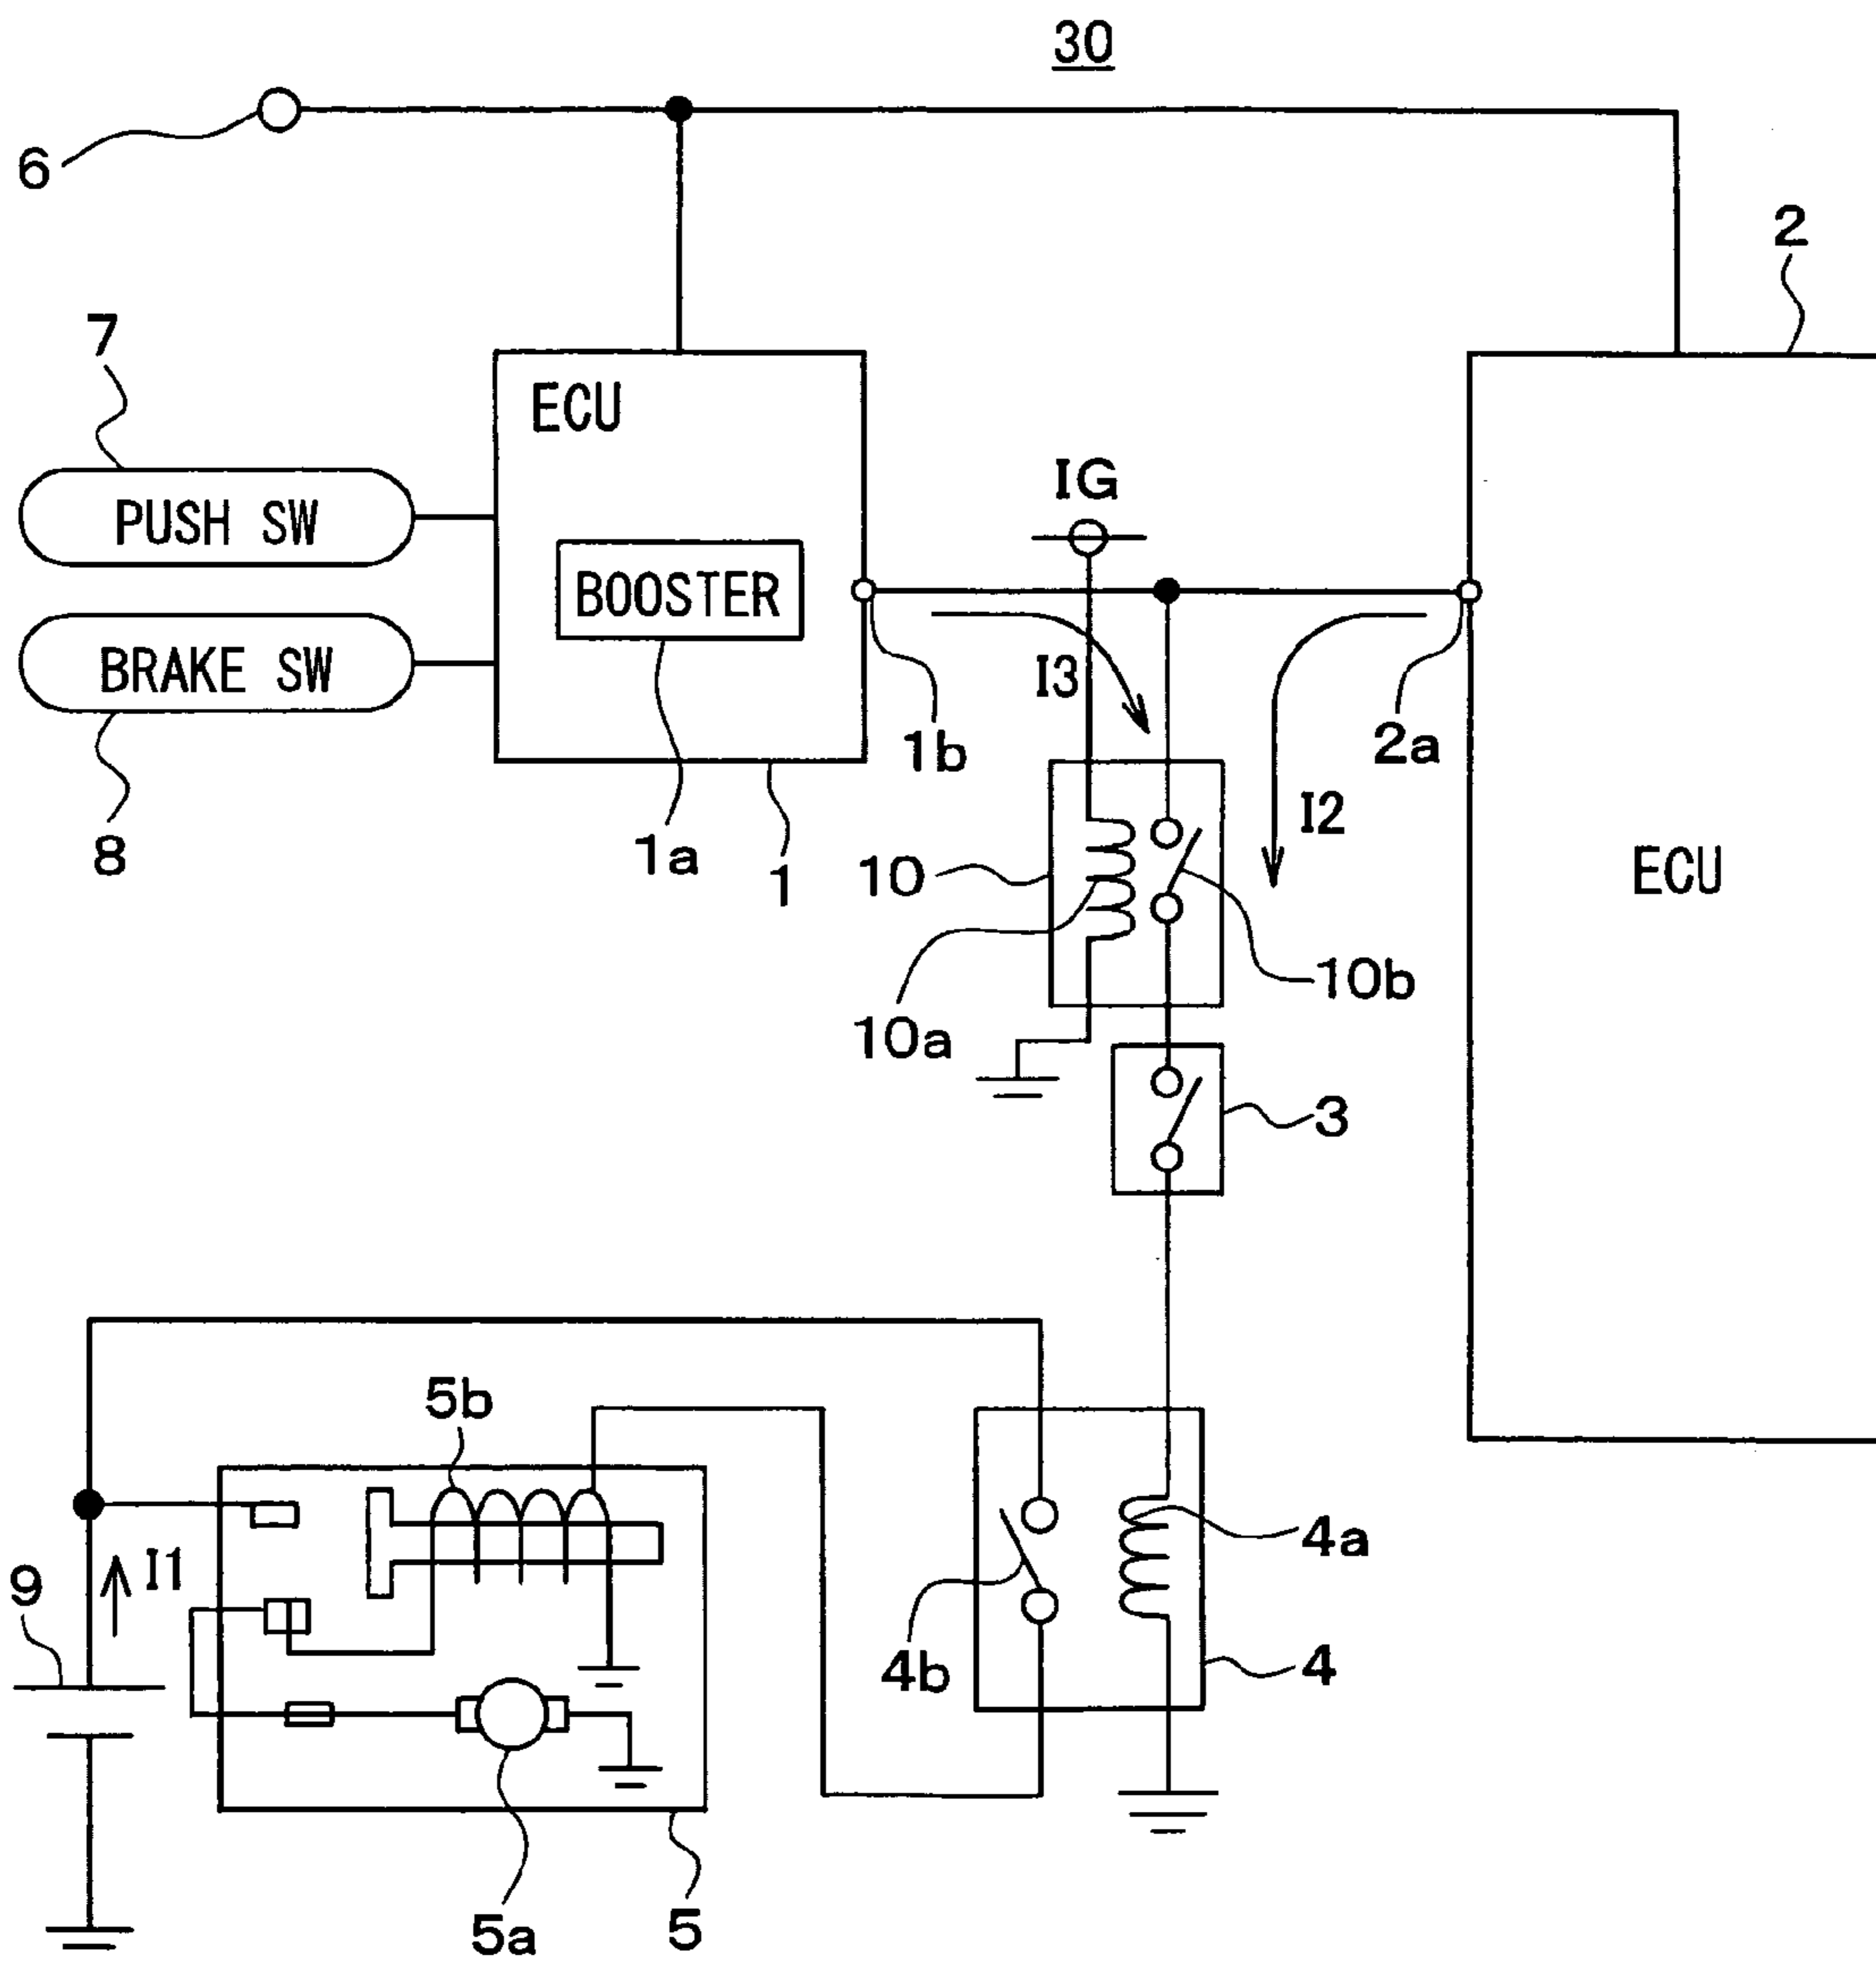 30
6
2
7
ECU
IG
PUSH SW
BOOSTER
BRAKE SW
I3
1b
2a
I2
8
1a
1
10
ECU
10b
10a
3
5b
4a
9
I1
4b
4
5a
5